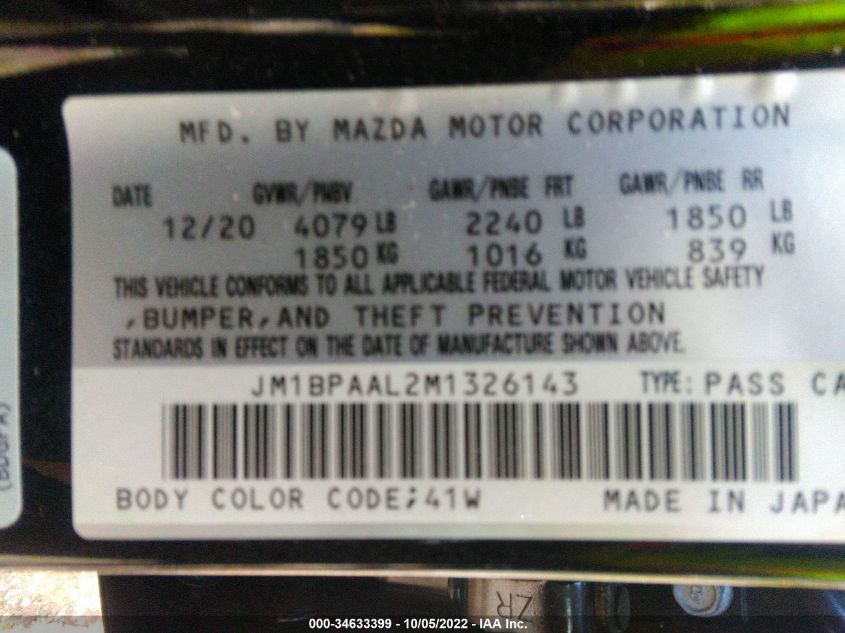 MFD. BY MAZDA MOTOR CORPORATION
DATE GVWR/PNBV GAWR/PNBE FRT GAWR/PNBE RR
12/20 4079 LB 2240 LB 1850 LB
1850 KG 1016 KG 839 KG
THIS VEHICLE CONFORMS TO ALL APPLICABLE FEDERAL MOTOR VEHICLE SAFETY
,BUMPER,AND THEFT PREVENTION
STANDARDS IN EFFECT ON THE DATE OF MANUFACTURE SHOWN ABOVE.
JM1BPAAL2M1326143 TYPE: PASS CA
BODY COLOR CODE;41W MADE IN JAPA
ZR
000-34633399 - 10/05/2022 - IAA Inc.